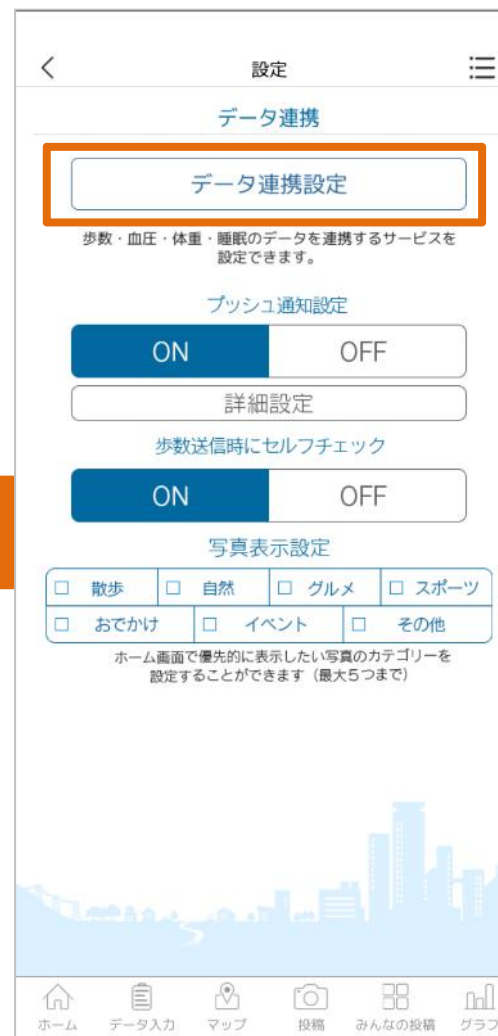 設定
データ連携
データ連携設定
歩数・血圧・体重・睡眠のデータを連携するサービスを
設定できます。
プッシュ通知設定
ON OFF
詳細設定
歩数送信時にセルフチェック
ON OFF
写真表示設定
散歩 自然 グルメ スポーツ
おでかけ イベント その他
ホーム画面で優先的に表示したい写真のカテゴリーを
設定することができます（最大5つまで）
ホーム データ入力 マップ 投稿 みんなの投稿 グラフ